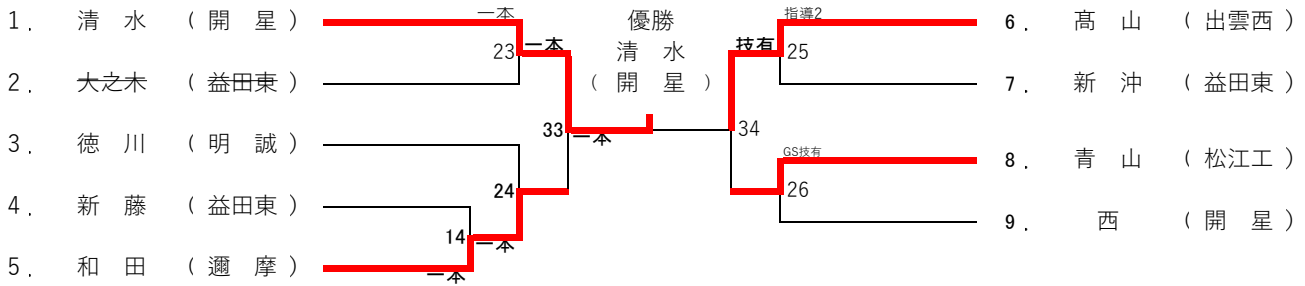 1． 清　水 （ 開　星 ）
2． 大之木 （ 益田東 ）
3． 徳　川 （ 明　誠 ）
4． 新　藤 （ 益田東 ）
5． 和　田 （ 邇　摩 ）
一本
23
一本
33
一本
24
14
一本
一本
優勝
清　水
（ 開　星 ）
指導2
技有
25
34
GS技有
26
6． 髙　山 （ 出雲西 ）
7． 新　沖 （ 益田東 ）
8． 青　山 （ 松江工 ）
9． 西 （ 開　星 ）